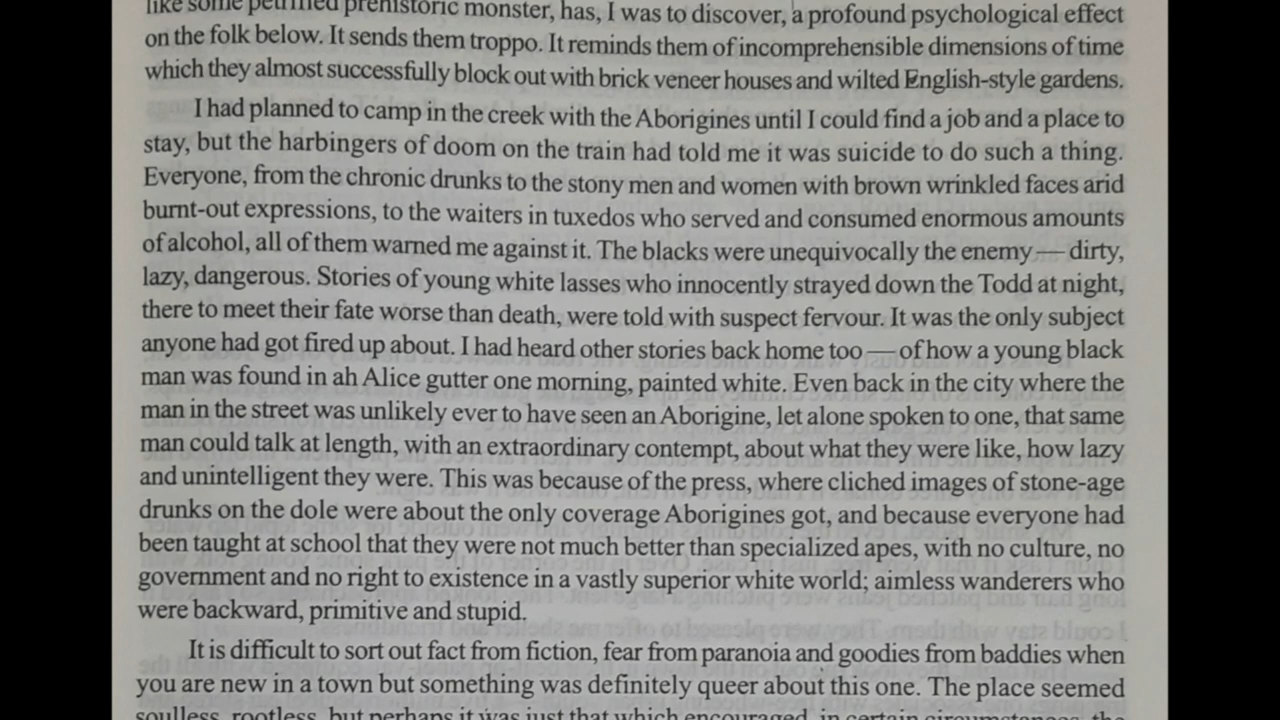 like some petrified prehistoric monster, has, I was to discover, a profound psychological effect
on the folk below. It sends them troppo. It reminds them of incomprehensible dimensions of time
which they almost successfully block out with brick veneer houses and wilted English-style gardens.
I had planned to camp in the creek with the Aborigines until I could find a job and a place to
stay, but the harbingers of doom on the train had told me it was suicide to do such a thing.
Everyone, from the chronic drunks to the stony men and women with brown wrinkled faces arid
burnt-out expressions, to the waiters in tuxedos who served and consumed enormous amounts
of alcohol, all of them warned me against it. The blacks were unequivocally the enemy — dirty,
lazy, dangerous. Stories of young white lasses who innocently strayed down the Todd at night,
there to meet their fate worse than death, were told with suspect fervour. It was the only subject
anyone had got fired up about. I had heard other stories back home too — of how a young black
man was found in ah Alice gutter one morning, painted white. Even back in the city where the
man in the street was unlikely ever to have seen an Aborigine, let alone spoken to one, that same
man could talk at length, with an extraordinary contempt, about what they were like, how lazy
and unintelligent they were. This was because of the press, where cliched images of stone-age
drunks on the dole were about the only coverage Aborigines got, and because everyone had
been taught at school that they were not much better than specialized apes, with no culture, no
government and no right to existence in a vastly superior white world; aimless wanderers who
were backward, primitive and stupid.
It is difficult to sort out fact from fiction, fear from paranoia and goodies from baddies when
you are new in a town but something was definitely queer about this one. The place seemed
soulless, rootless, but perhaps it was just that which encouraged, in certain circumstances, the